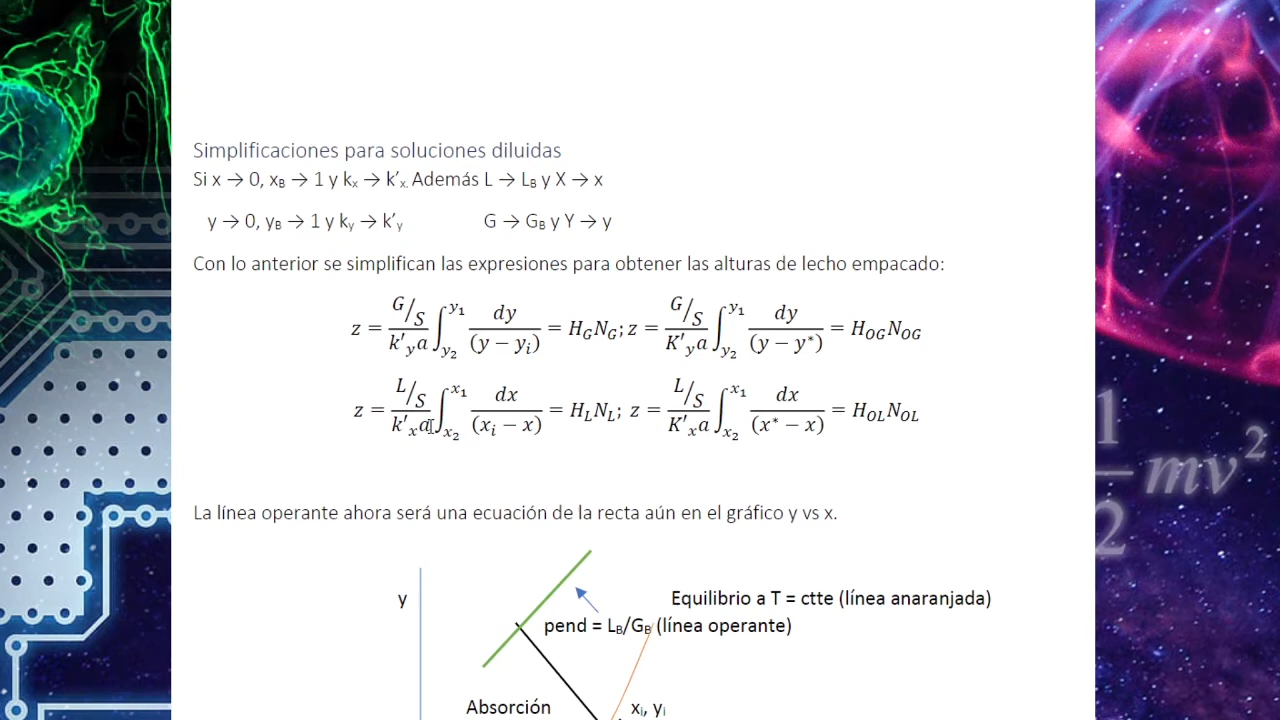 Simplificaciones para soluciones diluidas
Si x → 0, x_B → 1 y k_x → k'_x. Además L → L_B y X → x
y → 0, y_B → 1 y k_y → k'_y G → G_B y Y → y
Con lo anterior se simplifican las expresiones para obtener las alturas de lecho empacado:
z = (G/S)/(k'_y a) ∫_{y_2}^{y_1} dy/(y − y_i) = H_G N_G; z = (G/S)/(K'_y a) ∫_{y_2}^{y_1} dy/(y − y*) = H_OG N_OG
z = (L/S)/(k'_x a) ∫_{x_2}^{x_1} dx/(x_i − x) = H_L N_L; z = (L/S)/(K'_x a) ∫_{x_2}^{x_1} dx/(x* − x) = H_OL N_OL
La línea operante ahora será una ecuación de la recta aún en el gráfico y vs x.
y
Equilibrio a T = ctte (línea anaranjada)
pend = L_B/G_B (línea operante)
Absorción
x_i, y_i
1/2 mv²